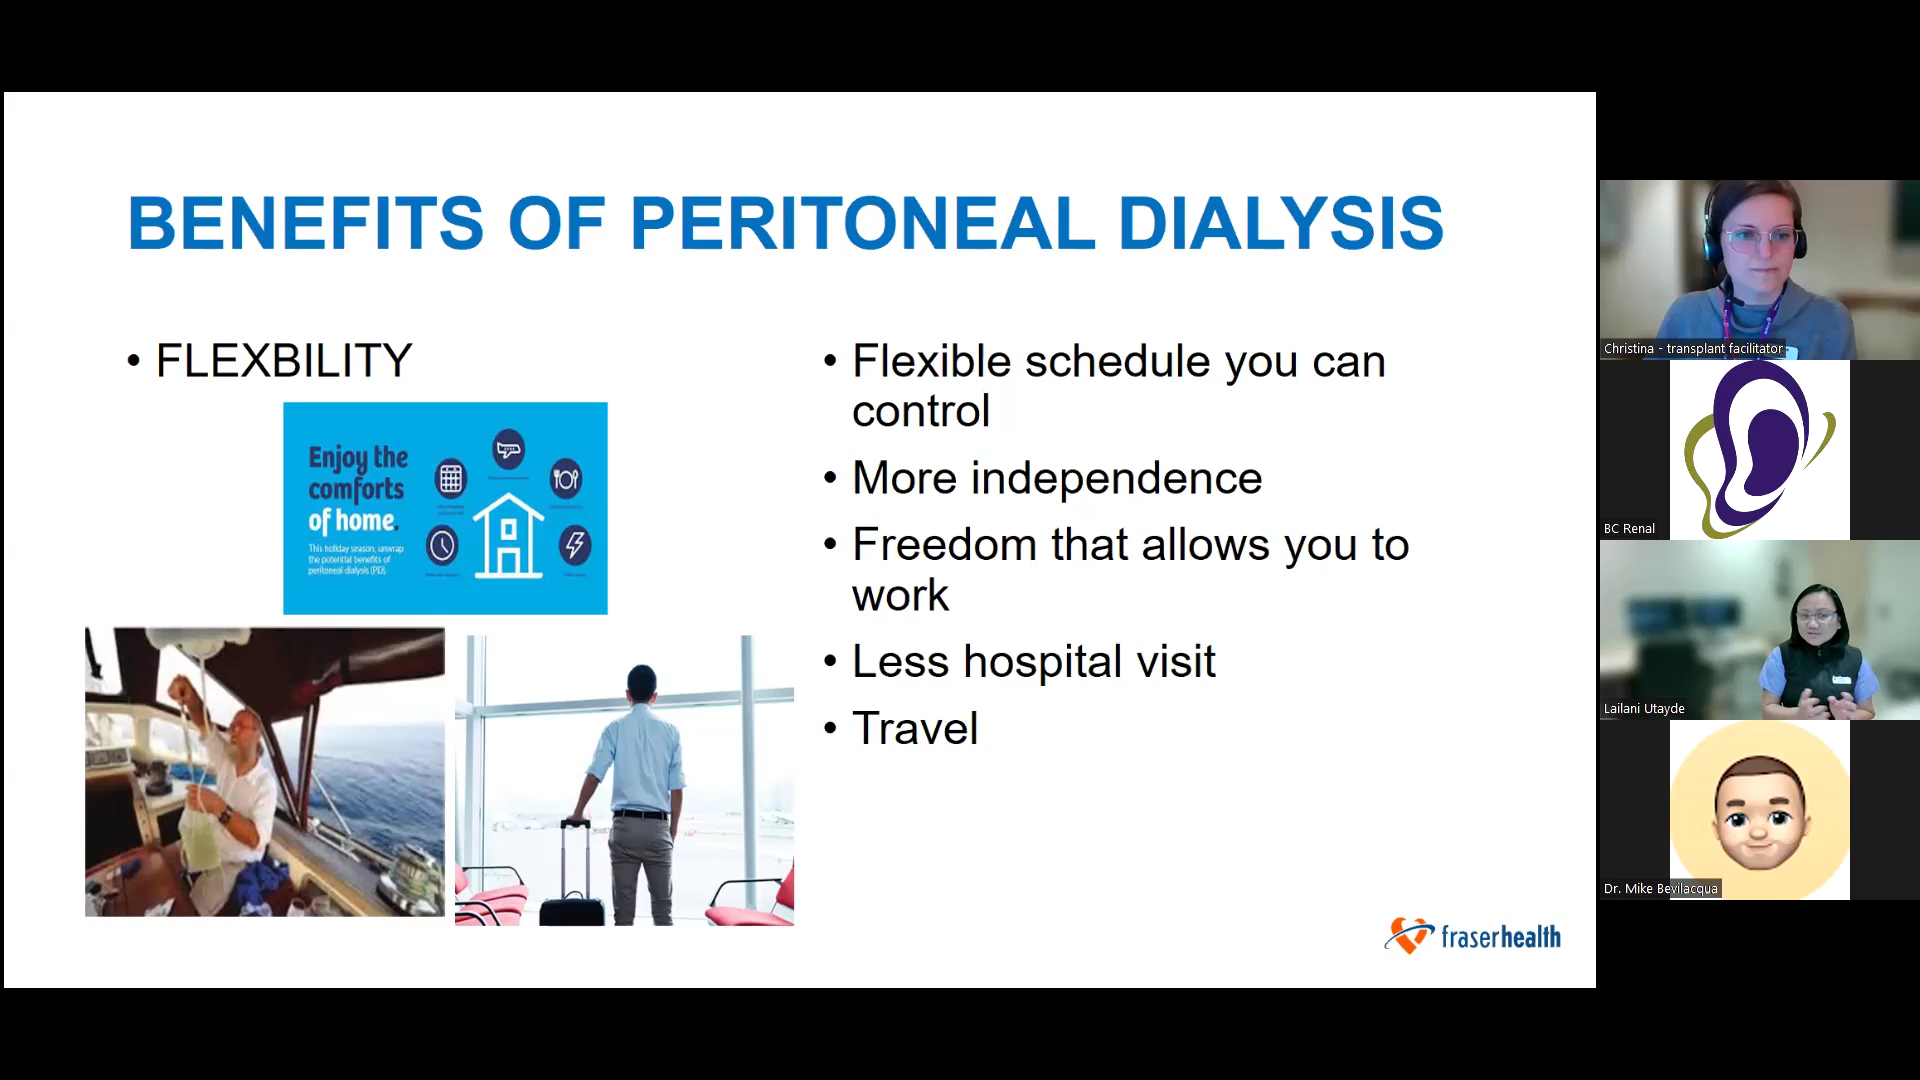 BENEFITS OF PERITONEAL DIALYSIS
• FLEXBILITY
Enjoy the
comforts
of home.
This holiday season, unwrap
the potential benefits of
peritoneal dialysis (PD).
• Flexible schedule you can
control
• More independence
• Freedom that allows you to
work
• Less hospital visit
• Travel
fraserhealth
Christina - transplant facilitator
BC Renal
Lailani Utayde
Dr. Mike Bevilacqua